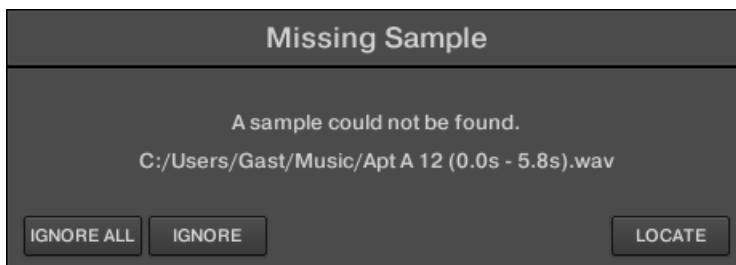 Missing Sample
A sample could not be found.
C:/Users/Gast/Music/Apt A 12 (0.0s - 5.8s).wav
IGNORE ALL IGNORE LOCATE